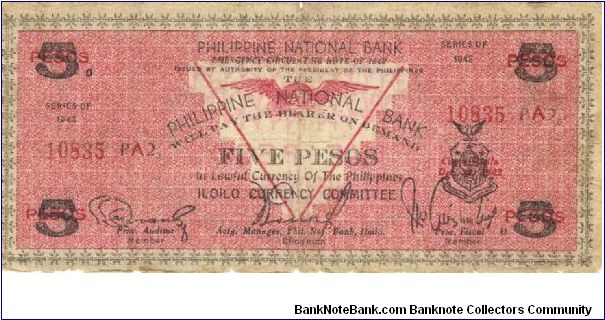 PHILIPPINE NATIONAL BANK
EMERGENCY CIRCULATING NOTE OF 1942
ISSUED BY AUTHORITY OF THE PRESIDENT OF THE PHILIPPINES
SERIES OF
1942
5
PESOS
5
PESOS
THE
PHILIPPINE NATIONAL BANK
WILL PAY THE BEARER ON DEMAND
SERIES OF
1942
10835 PA2
10835 PA2
FIVE PESOS
In Lawful Currency Of The Philippines
ILOILO CURRENCY COMMITTEE
5
PESOS
5
PESOS
Prov. Auditor
Member
Actg. Manager, Phil. Nat. Bank, Iloilo.
Chairman
Prov. Fiscal
Member
BankNoteBank.com Banknote Collectors Community